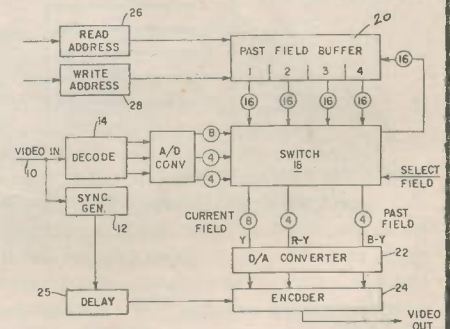 26
READ
ADDRESS
20
PAST FIELD BUFFER
1 2 3 4
16
WRITE
ADDRESS
28
16 16 16 16
14
VIDEO IN
10
DECODE
A/D
CONV
8
4
4
SWITCH
16
SELECT
FIELD
SYNC.
GEN.
12
CURRENT
FIELD
8 4 4
PAST
FIELD
Y R-Y B-Y
D/A CONVERTER
22
25
DELAY
ENCODER
24
VIDEO
OUT